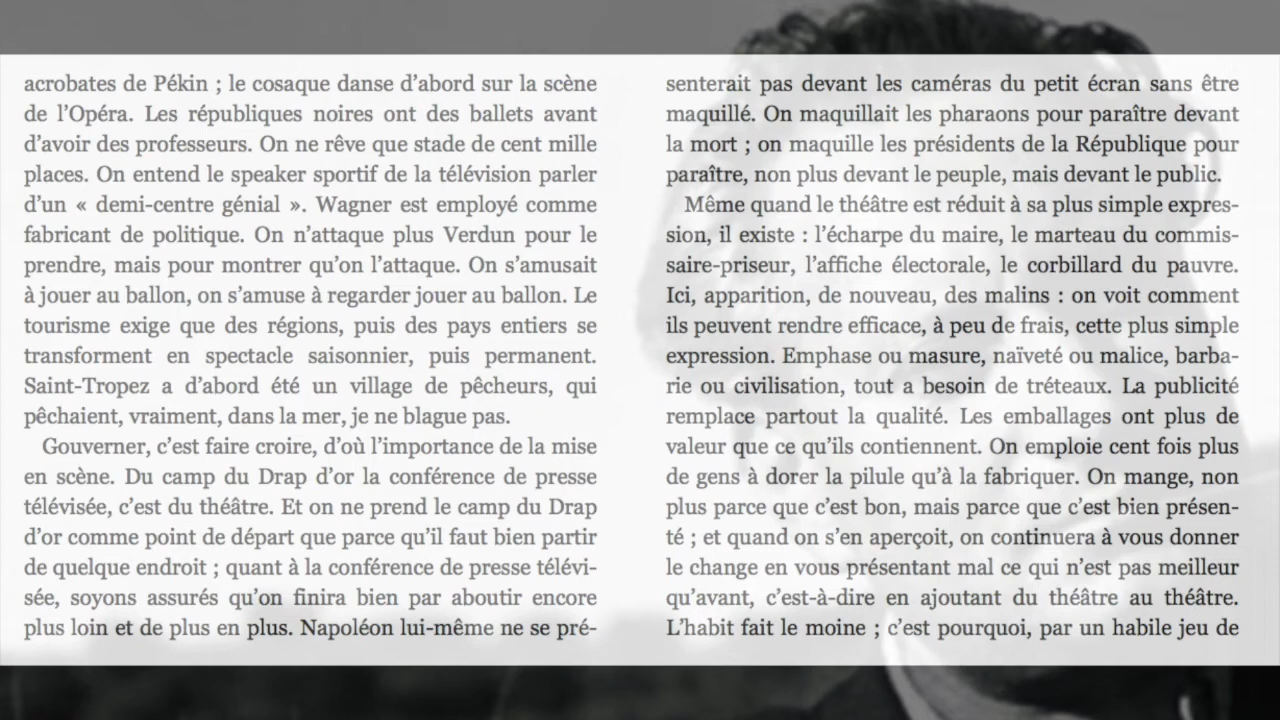 acrobates de Pékin ; le cosaque danse d’abord sur la scène
de l’Opéra. Les républiques noires ont des ballets avant
d’avoir des professeurs. On ne rêve que stade de cent mille
places. On entend le speaker sportif de la télévision parler
d’un « demi-centre génial ». Wagner est employé comme
fabricant de politique. On n’attaque plus Verdun pour le
prendre, mais pour montrer qu’on l’attaque. On s’amusait
à jouer au ballon, on s’amuse à regarder jouer au ballon. Le
tourisme exige que des régions, puis des pays entiers se
transforment en spectacle saisonnier, puis permanent.
Saint-Tropez a d’abord été un village de pêcheurs, qui
pêchaient, vraiment, dans la mer, je ne blague pas.
Gouverner, c’est faire croire, d’où l’importance de la mise
en scène. Du camp du Drap d’or la conférence de presse
télévisée, c’est du théâtre. Et on ne prend le camp du Drap
d’or comme point de départ que parce qu’il faut bien partir
de quelque endroit ; quant à la conférence de presse télévi-
sée, soyons assurés qu’on finira bien par aboutir encore
plus loin et de plus en plus. Napoléon lui-même ne se pré-
senterait pas devant les caméras du petit écran sans être
maquillé. On maquillait les pharaons pour paraître devant
la mort ; on maquille les présidents de la République pour
paraître, non plus devant le peuple, mais devant le public.
Même quand le théâtre est réduit à sa plus simple expres-
sion, il existe : l’écharpe du maire, le marteau du commis-
saire-priseur, l’affiche électorale, le corbillard du pauvre.
Ici, apparition, de nouveau, des malins : on voit comment
ils peuvent rendre efficace, à peu de frais, cette plus simple
expression. Emphase ou masure, naïveté ou malice, barba-
rie ou civilisation, tout a besoin de tréteaux. La publicité
remplace partout la qualité. Les emballages ont plus de
valeur que ce qu’ils contiennent. On emploie cent fois plus
de gens à dorer la pilule qu’à la fabriquer. On mange, non
plus parce que c’est bon, mais parce que c’est bien présen-
té ; et quand on s’en aperçoit, on continuera à vous donner
le change en vous présentant mal ce qui n’est pas meilleur
qu’avant, c’est-à-dire en ajoutant du théâtre au théâtre.
L’habit fait le moine ; c’est pourquoi, par un habile jeu de